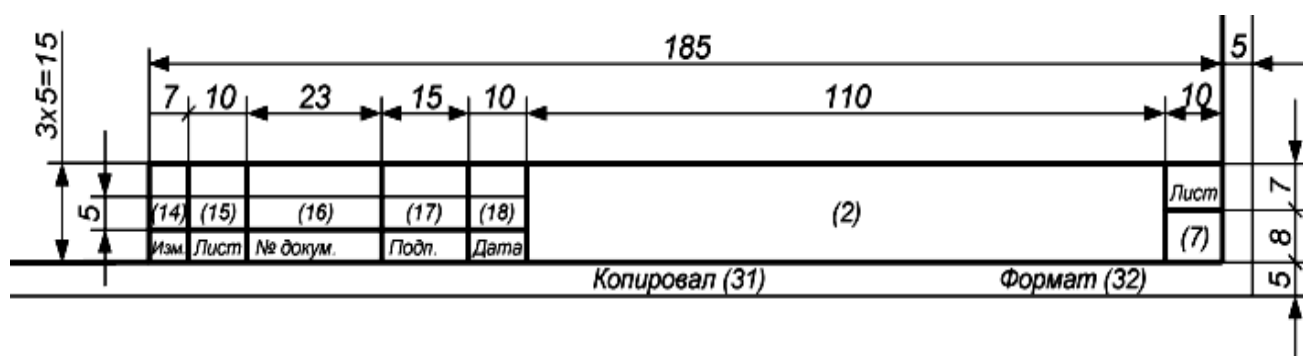 3x5=15
185 5
7 10 23 15 10 110 10
5 (14) (15) (16) (17) (18) (2) Лист 7
Изм. Лист № докум. Подп. Дата (7) 8
Копировал (31) Формат (32) 5